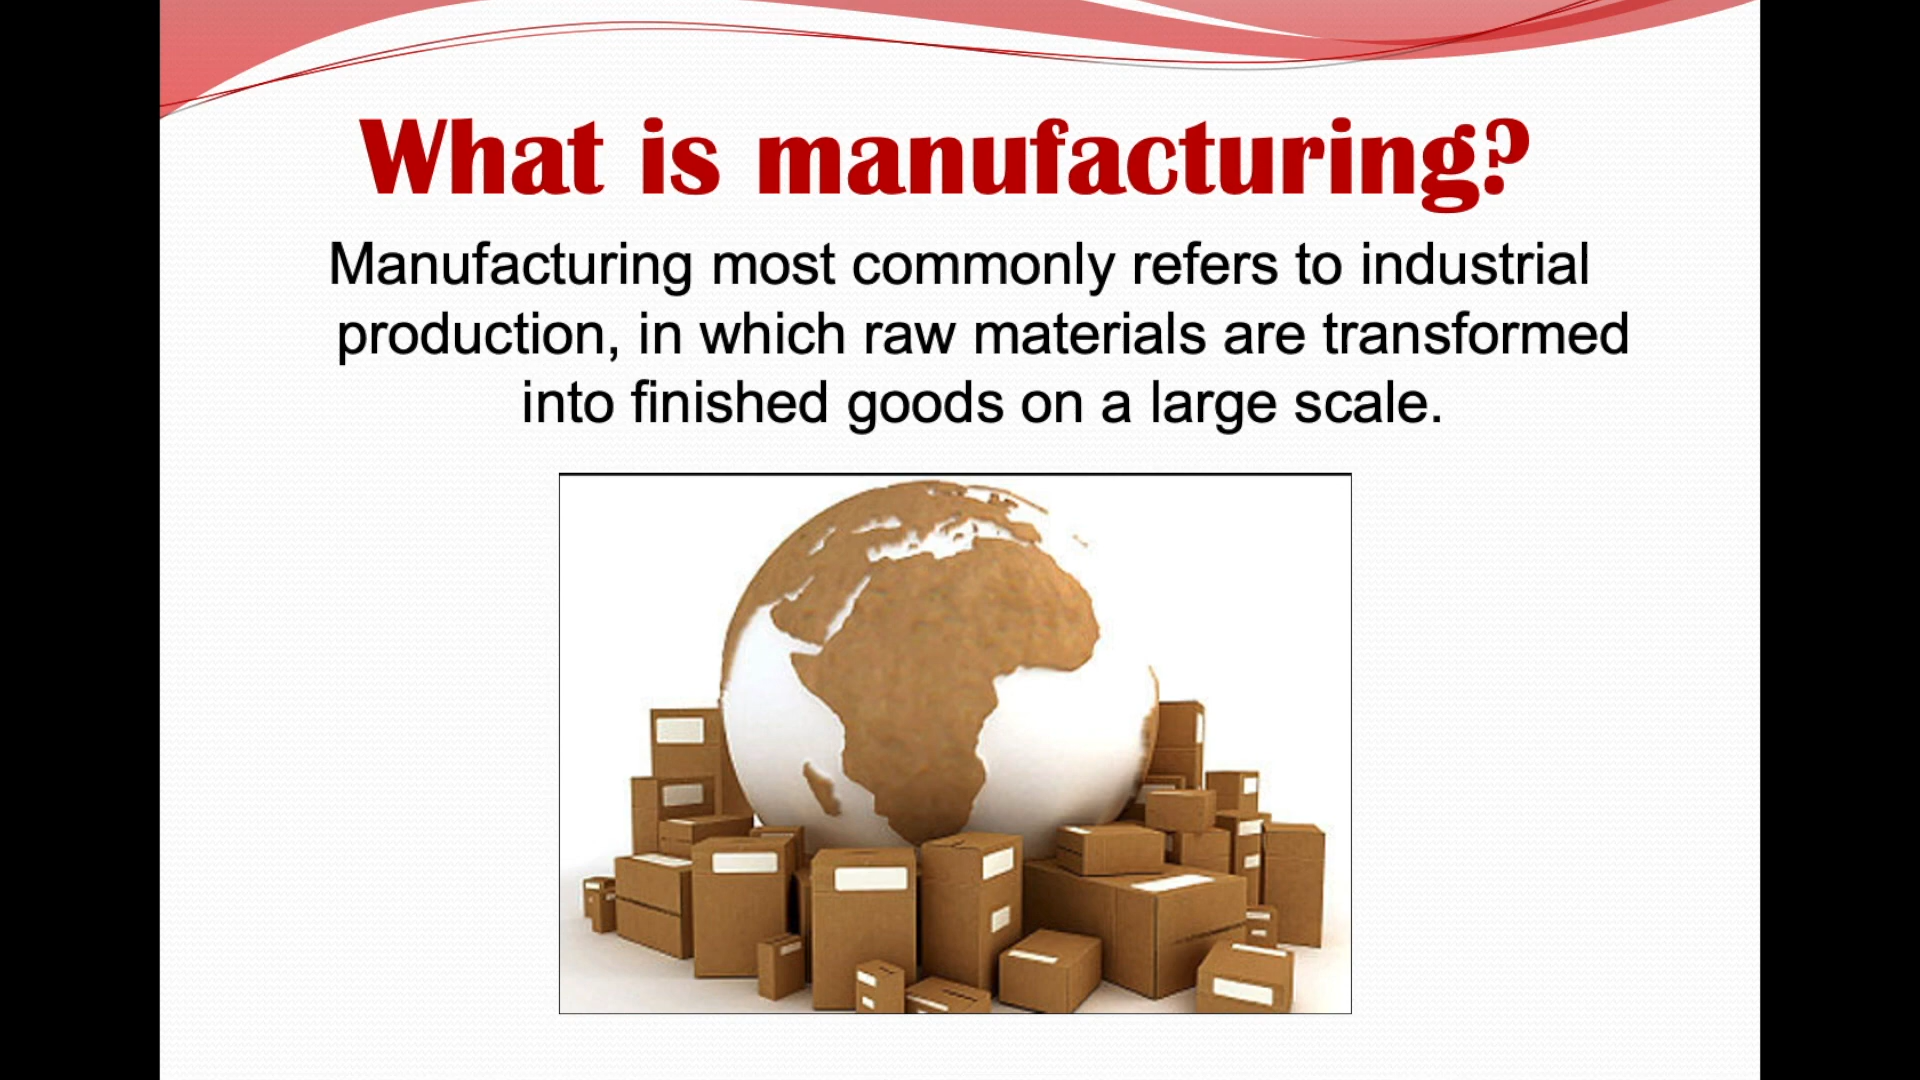 What is manufacturing?
Manufacturing most commonly refers to industrial
production, in which raw materials are transformed
into finished goods on a large scale.